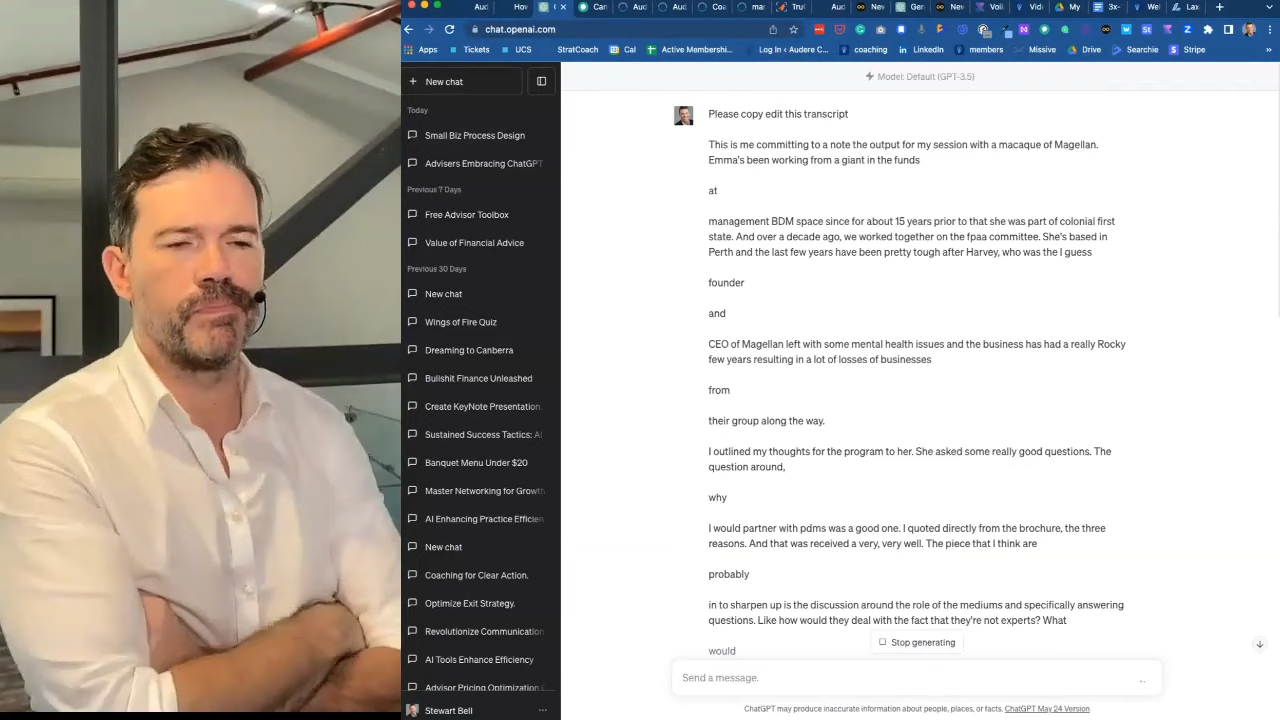 Aud
How
C
Can
Aud
Aud
Cor
Ge
Trut
Aud
New
New
Voi
My
3x-
New
Lax
chat.openai.com
Apps
Tickets
UCS
StratCoach
Cal
Active Membershi...
Log In ‹ Audere C...
coaching
LinkedIn
members
Missive
Drive
Searchie
Stripe
New chat
Model: Default (GPT-3.5)
Today
Small Biz Process Design
Advisers Embracing ChatGPT
Previous 7 Days
Free Advisor Toolbox
Value of Financial Advice
Previous 30 Days
New chat
Wings of Fire Quiz
Dreaming to Canberra
Bullshit Finance Unleashed
Create KeyNote Presentation
Sustained Success Tactics: AI
Banquet Menu Under $20
Master Networking for Growth
AI Enhancing Practice Efficien
New chat
Coaching for Clear Action.
Optimize Exit Strategy.
Revolutionize Communication
AI Tools Enhance Efficiency
Advisor Pricing Optimization
Stewart Bell
Please copy edit this transcript
This is me committing to a note the output for my session with a macaque of Magellan.
Emma's been working from a giant in the funds
at
management BDM space since for about 15 years prior to that she was part of colonial first
state. And over a decade ago, we worked together on the fpaa committee. She's based in
Perth and the last few years have been pretty tough after Harvey, who was the I guess
founder
and
CEO of Magellan left with some mental health issues and the business has had a really Rocky
few years resulting in a lot of losses of businesses
from
their group along the way.
I outlined my thoughts for the program to her. She asked some really good questions. The
question around,
why
I would partner with pdms was a good one. I quoted directly from the brochure, the three
reasons. And that was received a very, very well. The piece that I think are
probably
in to sharpen up is the discussion around the role of the mediums and specifically answering
questions. Like how would they deal with the fact that they're not experts? What
would
Stop generating
Send a message.
ChatGPT may produce inaccurate information about people, places, or facts. ChatGPT May 24 Version